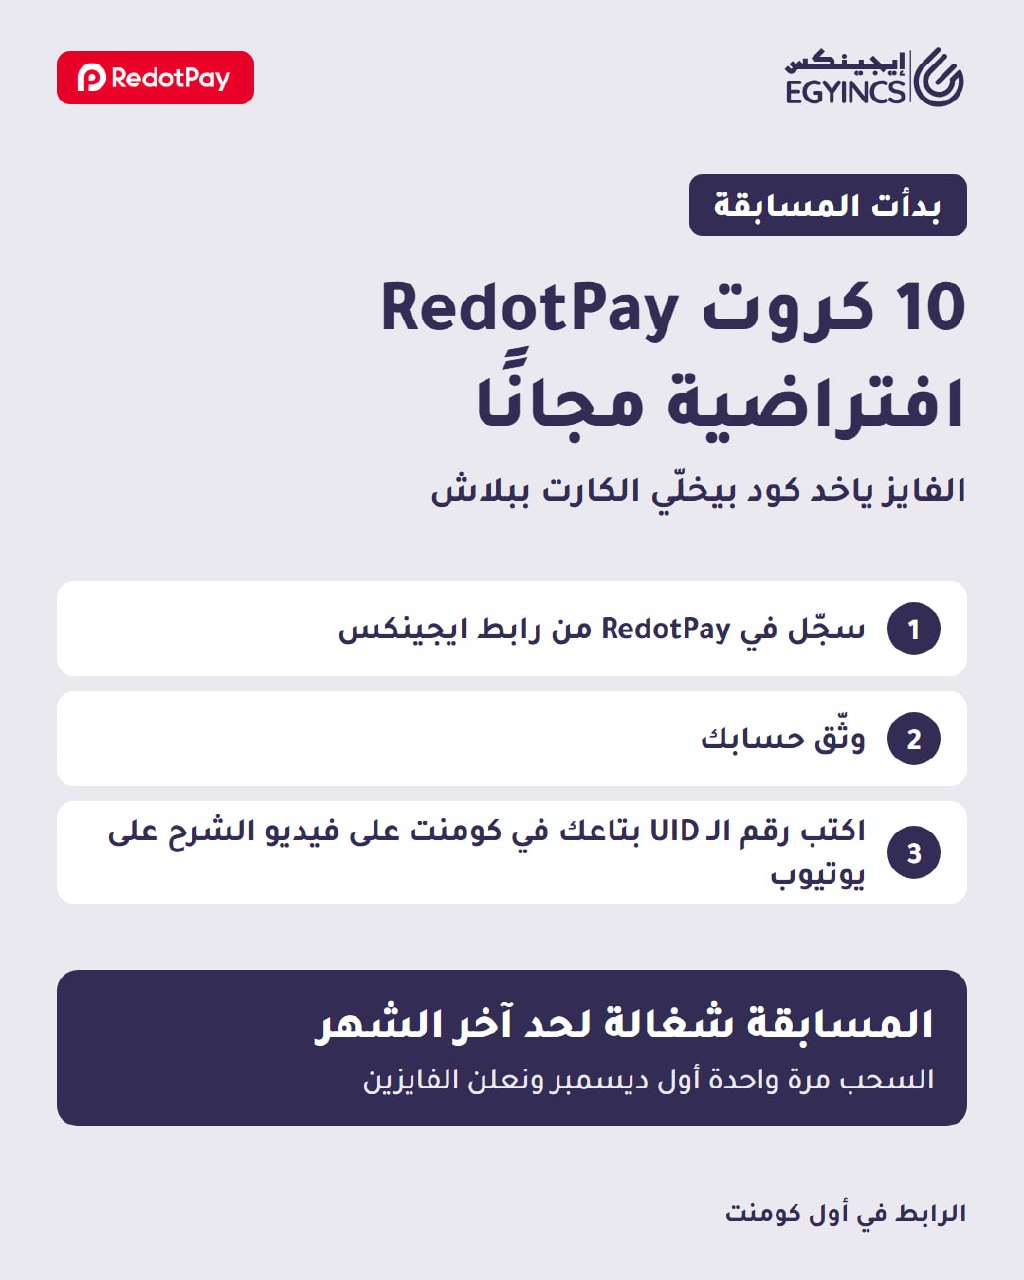 RedotPay
إيجينكس
EGYINCS
بدأت المسابقة
10 كروت RedotPay
افتراضية مجانًا
الفايز ياخد كود بيخلّي الكارت ببلاش
1 سجّل في RedotPay من رابط ايجينكس
2 وثّق حسابك
3 اكتب رقم الـ UID بتاعك في كومنت على فيديو الشرح على
يوتيوب
المسابقة شغالة لحد آخر الشهر
السحب مرة واحدة أول ديسمبر ونعلن الفايزين
الرابط في أول كومنت